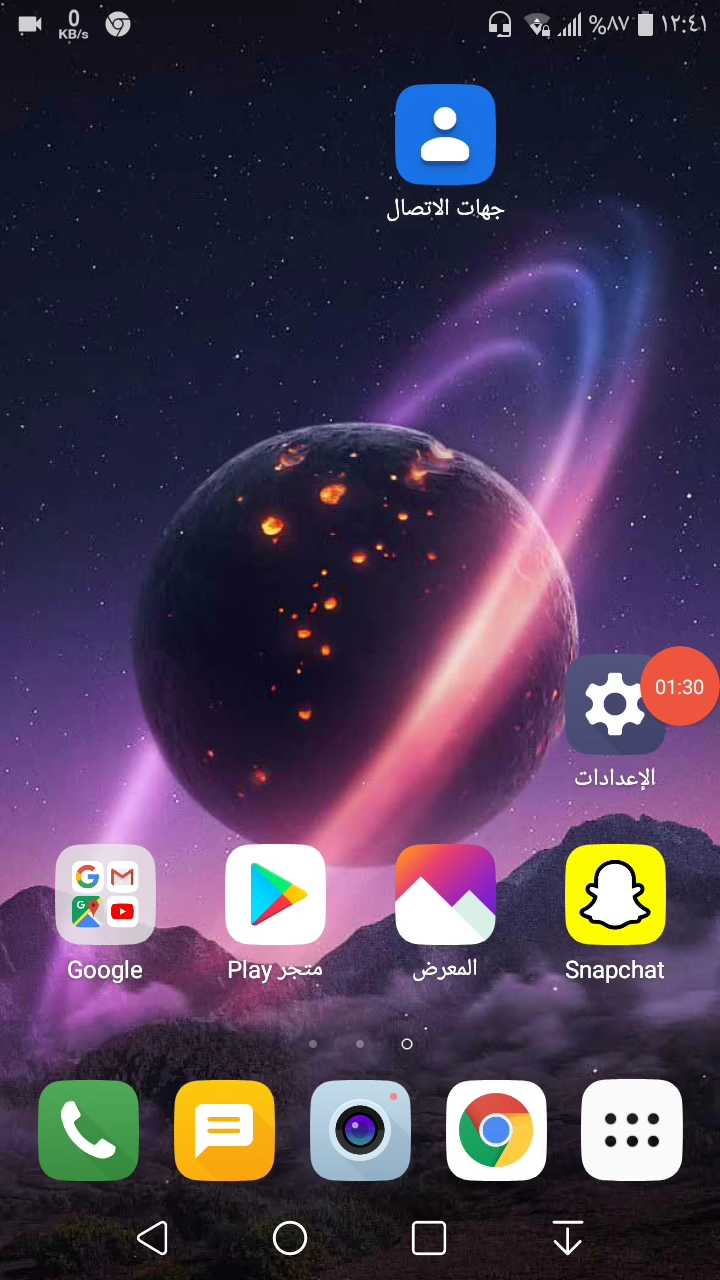 0
KB/s
%٨٧
١٢:٤١
جهات الاتصال
01:30
الإعدادات
Google
متجر Play
المعرض
Snapchat